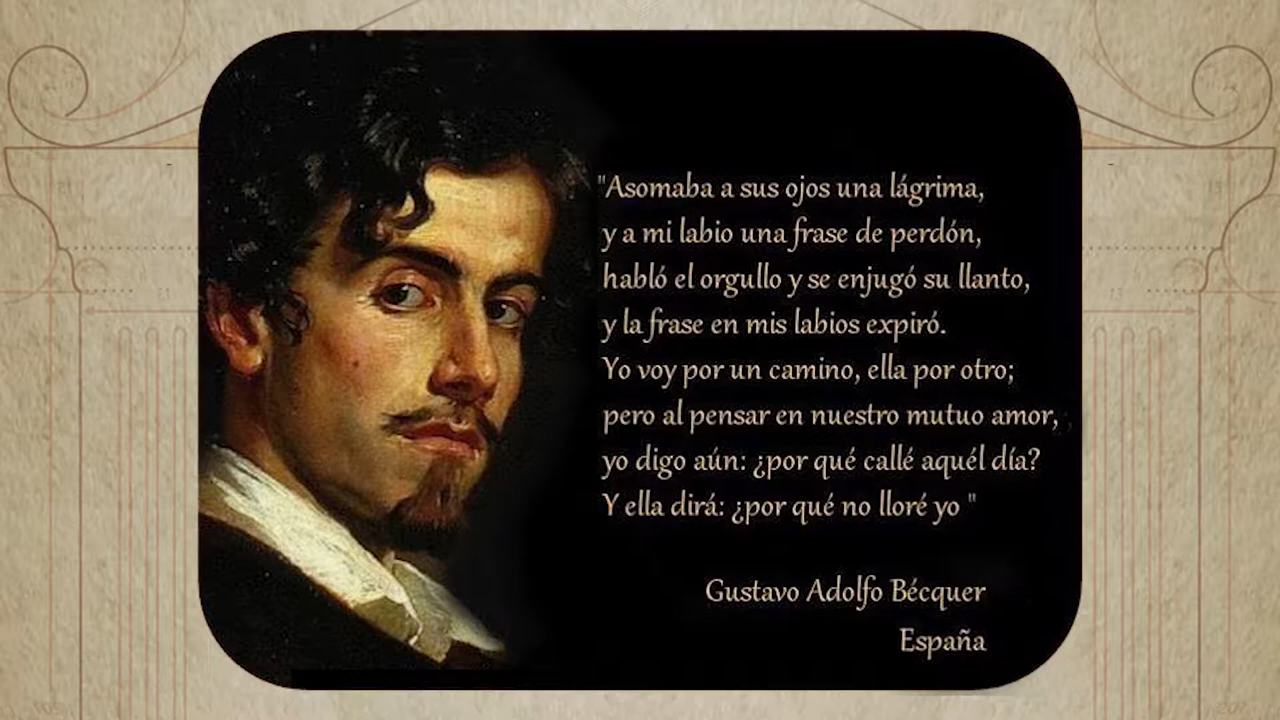 "Asomaba a sus ojos una lágrima,
y a mi labio una frase de perdón,
habló el orgullo y se enjugó su llanto,
y la frase en mis labios expiró.
Yo voy por un camino, ella por otro;
pero al pensar en nuestro mutuo amor,
yo digo aún: ¿por qué callé aquél día?
Y ella dirá: ¿por qué no lloré yo "
Gustavo Adolfo Bécquer
España